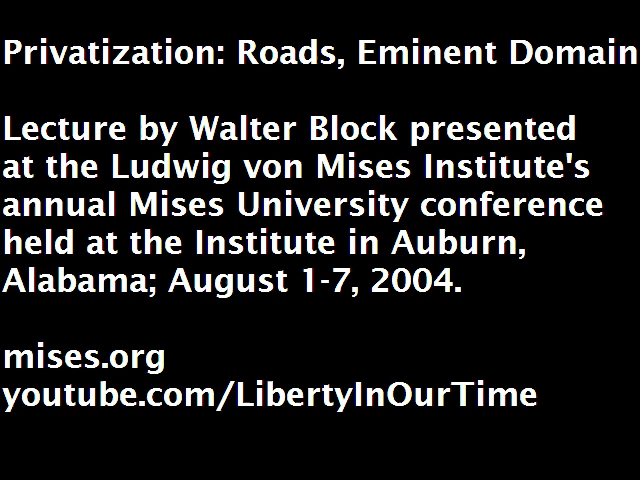 Privatization: Roads, Eminent Domain
Lecture by Walter Block presented
at the Ludwig von Mises Institute's
annual Mises University conference
held at the Institute in Auburn,
Alabama; August 1-7, 2004.
mises.org
youtube.com/LibertyInOurTime